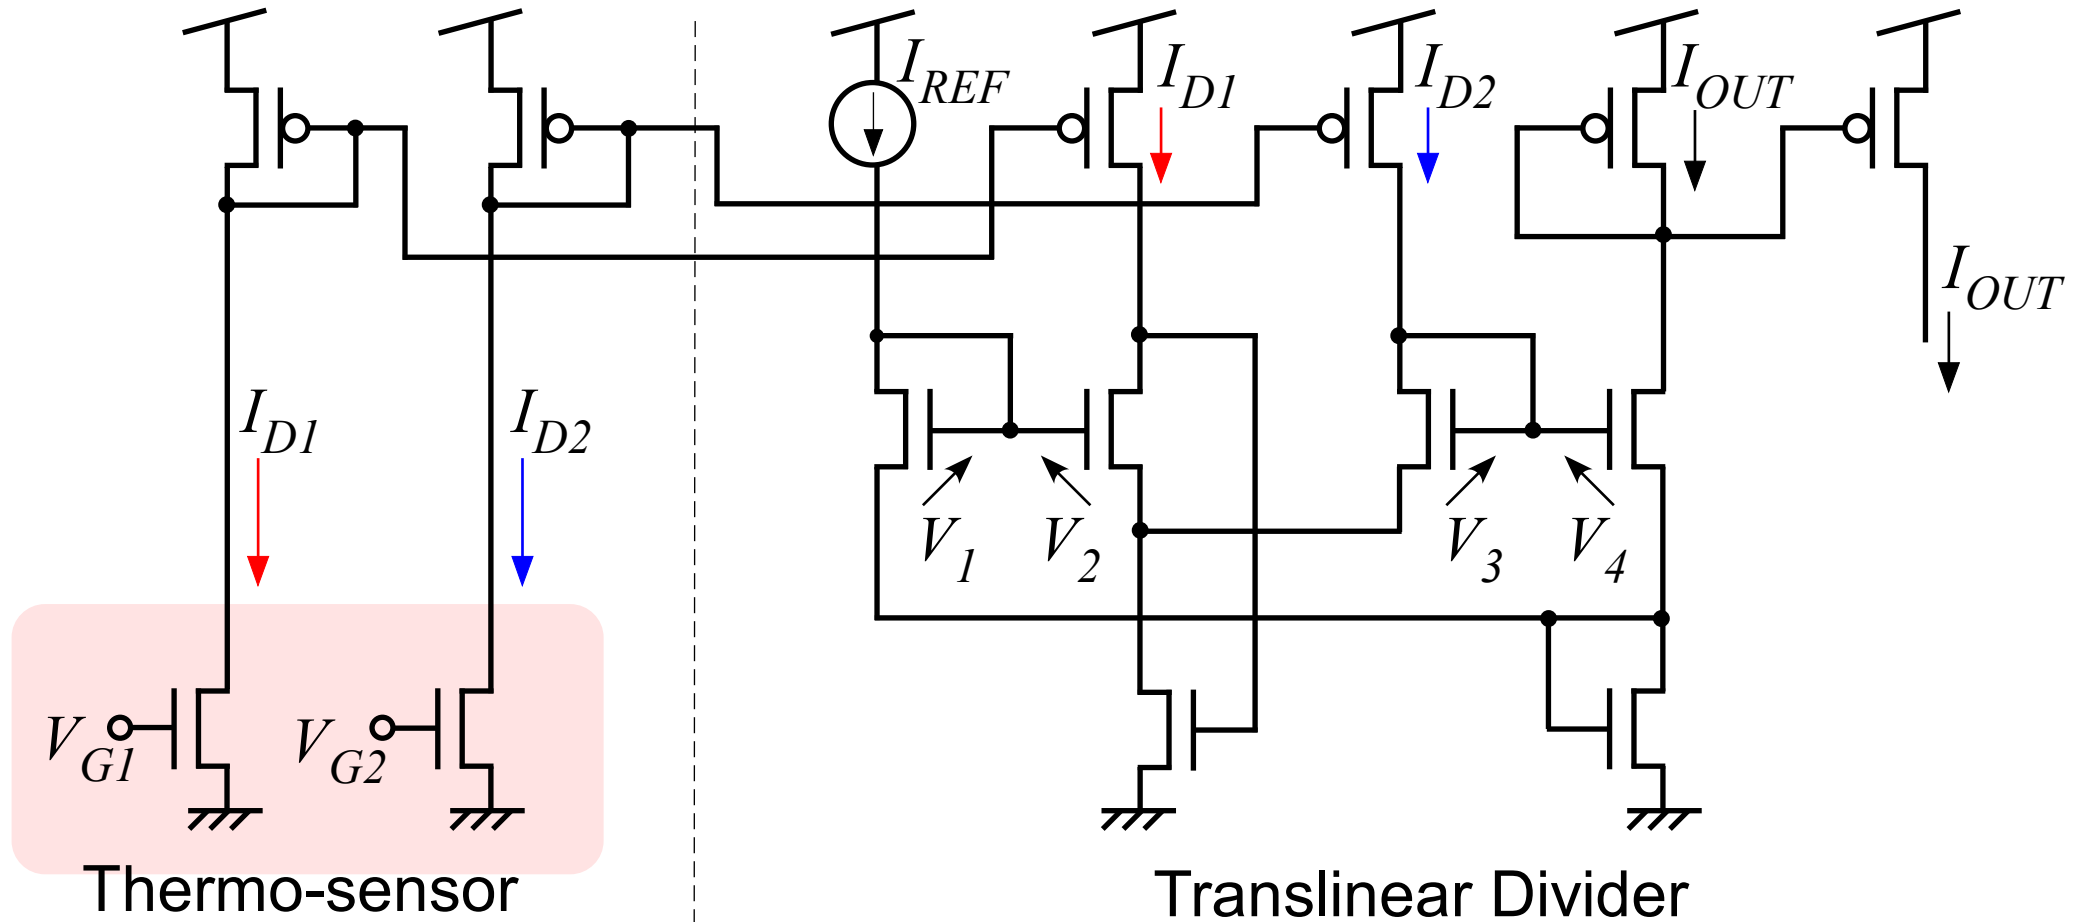 I_REF
I_D1
I_D2
I_OUT
I_OUT
I_D1
I_D2
V_1
V_2
V_3
V_4
V_G1
V_G2
Thermo-sensor
Translinear Divider